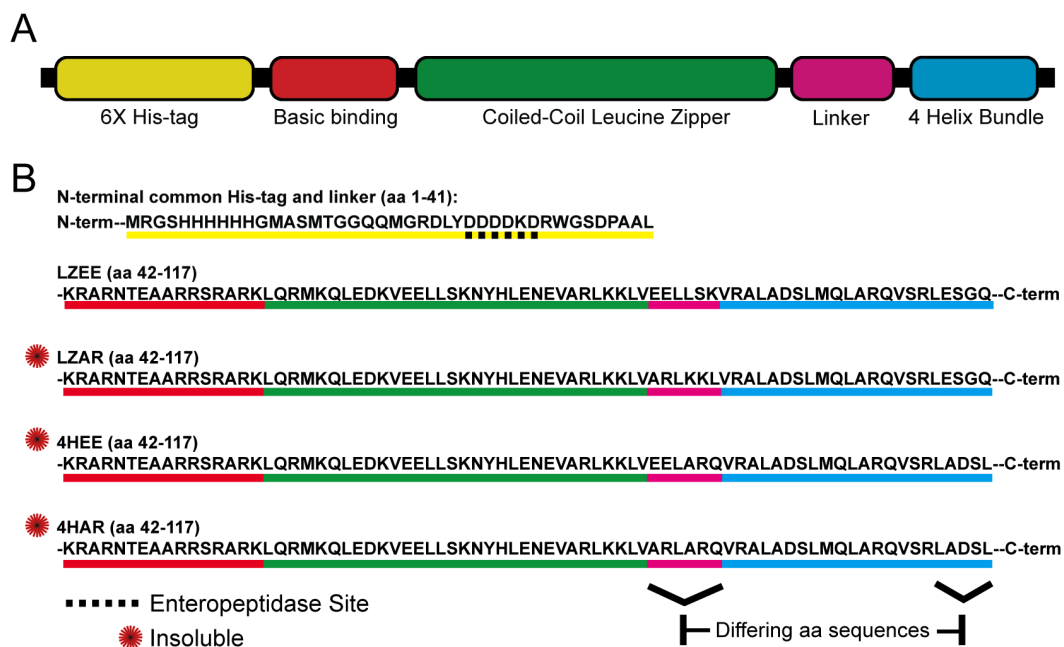 A
6X His-tag
Basic binding
Coiled-Coil Leucine Zipper
Linker
4 Helix Bundle
B
N-terminal common His-tag and linker (aa 1-41):
N-term--MRGSHHHHHHGMASMTGGQQMGRDLYDDDDKDRWGSDPAAL
LZEE (aa 42-117)
-KRARNTEAARRSRARKLQRMKQLEDKVEELLSKNYHLENEVARLKKLVEELLSKVRALADSLMQLARQVSRLESGQ--C-term
LZAR (aa 42-117)
-KRARNTEAARRSRARKLQRMKQLEDKVEELLSKNYHLENEVARLKKLVARLKKLVRALADSLMQLARQVSRLESGQ--C-term
4HEE (aa 42-117)
-KRARNTEAARRSRARKLQRMKQLEDKVEELLSKNYHLENEVARLKKLVEELARQVRALADSLMQLARQVSRLADSL--C-term
4HAR (aa 42-117)
-KRARNTEAARRSRARKLQRMKQLEDKVEELLSKNYHLENEVARLKKLVARLARQVRALADSLMQLARQVSRLADSL--C-term
Enteropeptidase Site
Insoluble
Differing aa sequences